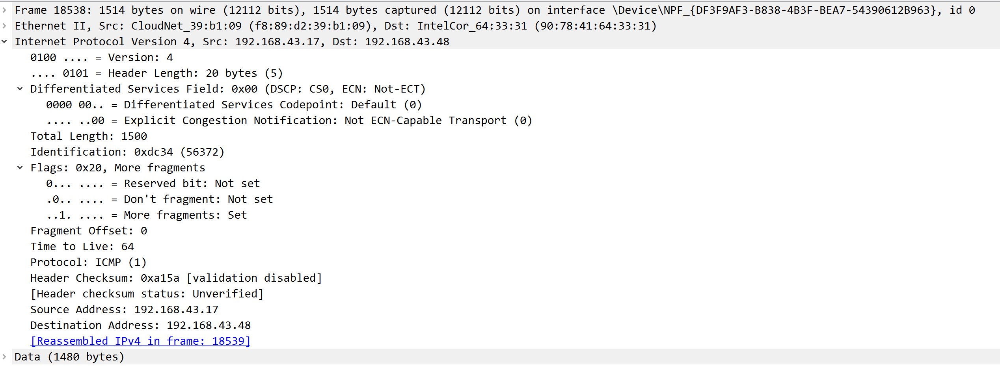 Frame 18538: 1514 bytes on wire (12112 bits), 1514 bytes captured (12112 bits) on interface \Device\NPF_{DF3F9AF3-B838-4B3F-BEA7-54390612B963}, id 0
Ethernet II, Src: CloudNet_39:b1:09 (f8:89:d2:39:b1:09), Dst: IntelCor_64:33:31 (90:78:41:64:33:31)
Internet Protocol Version 4, Src: 192.168.43.17, Dst: 192.168.43.48
0100 .... = Version: 4
.... 0101 = Header Length: 20 bytes (5)
Differentiated Services Field: 0x00 (DSCP: CS0, ECN: Not-ECT)
0000 00.. = Differentiated Services Codepoint: Default (0)
.... ..00 = Explicit Congestion Notification: Not ECN-Capable Transport (0)
Total Length: 1500
Identification: 0xdc34 (56372)
Flags: 0x20, More fragments
0... .... = Reserved bit: Not set
.0.. .... = Don't fragment: Not set
..1. .... = More fragments: Set
Fragment Offset: 0
Time to Live: 64
Protocol: ICMP (1)
Header Checksum: 0xa15a [validation disabled]
[Header checksum status: Unverified]
Source Address: 192.168.43.17
Destination Address: 192.168.43.48
[Reassembled IPv4 in frame: 18539]
Data (1480 bytes)